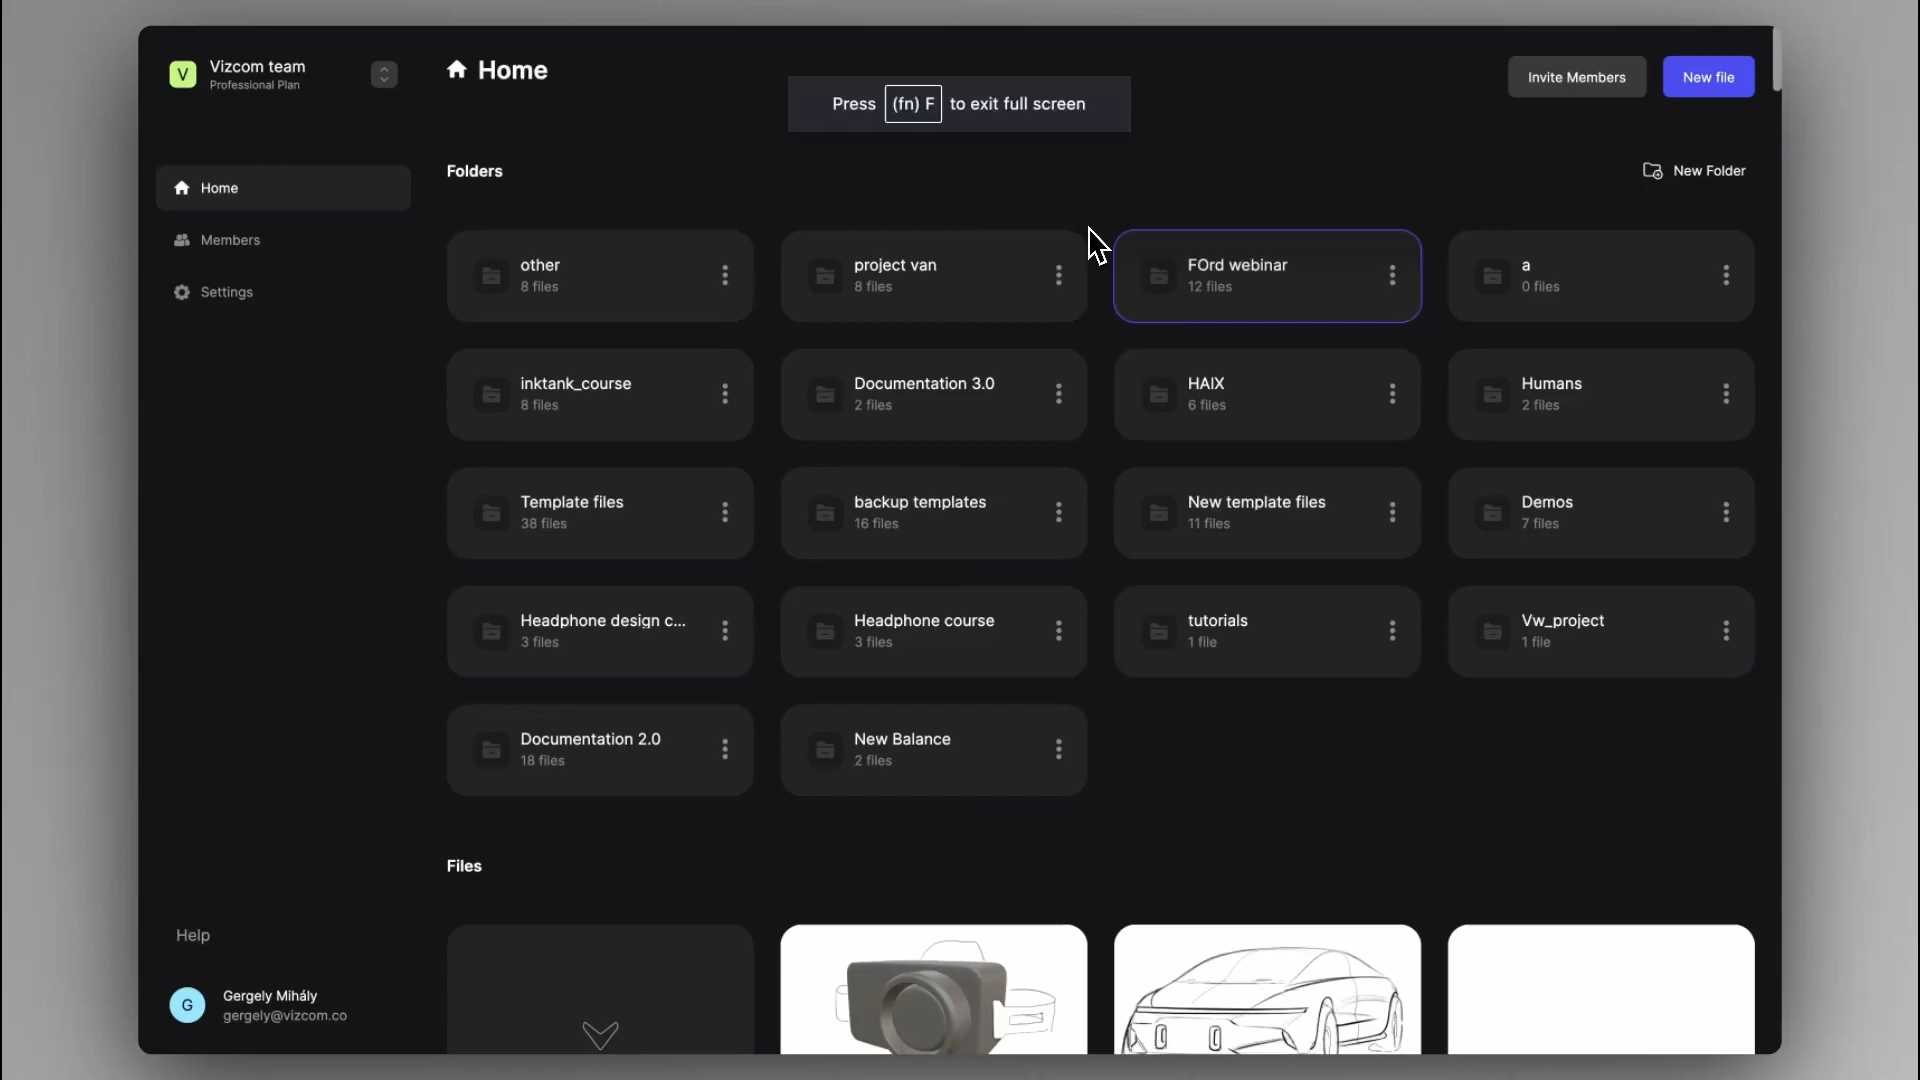 V
Vizcom team
Professional Plan
Home
Press (fn) F to exit full screen
Invite Members
New file
Home
Members
Settings
Folders
New Folder
other
8 files
project van
8 files
FOrd webinar
12 files
a
0 files
inktank_course
8 files
Documentation 3.0
2 files
HAIX
6 files
Humans
2 files
Template files
38 files
backup templates
16 files
New template files
11 files
Demos
7 files
Headphone design c...
3 files
Headphone course
3 files
tutorials
1 file
Vw_project
1 file
Documentation 2.0
18 files
New Balance
2 files
Files
Help
G
Gergely Mihály
gergely@vizcom.co